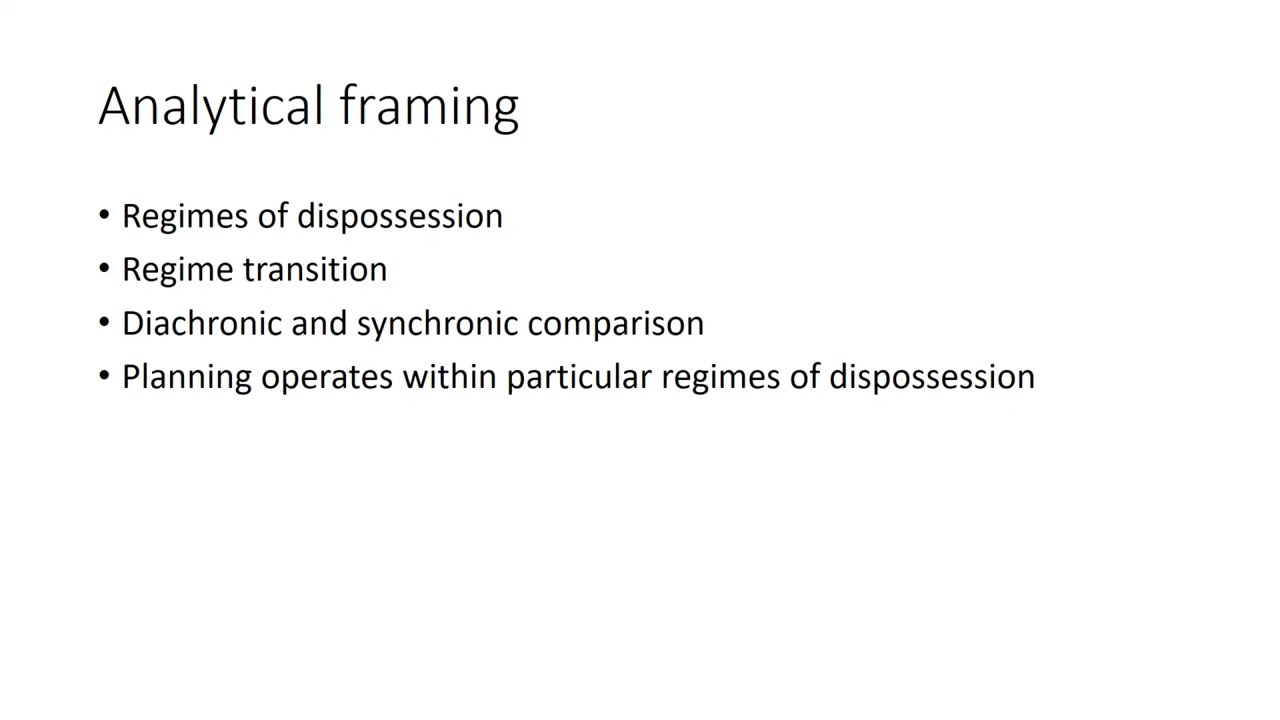 Analytical framing
• Regimes of dispossession
• Regime transition
• Diachronic and synchronic comparison
• Planning operates within particular regimes of dispossession